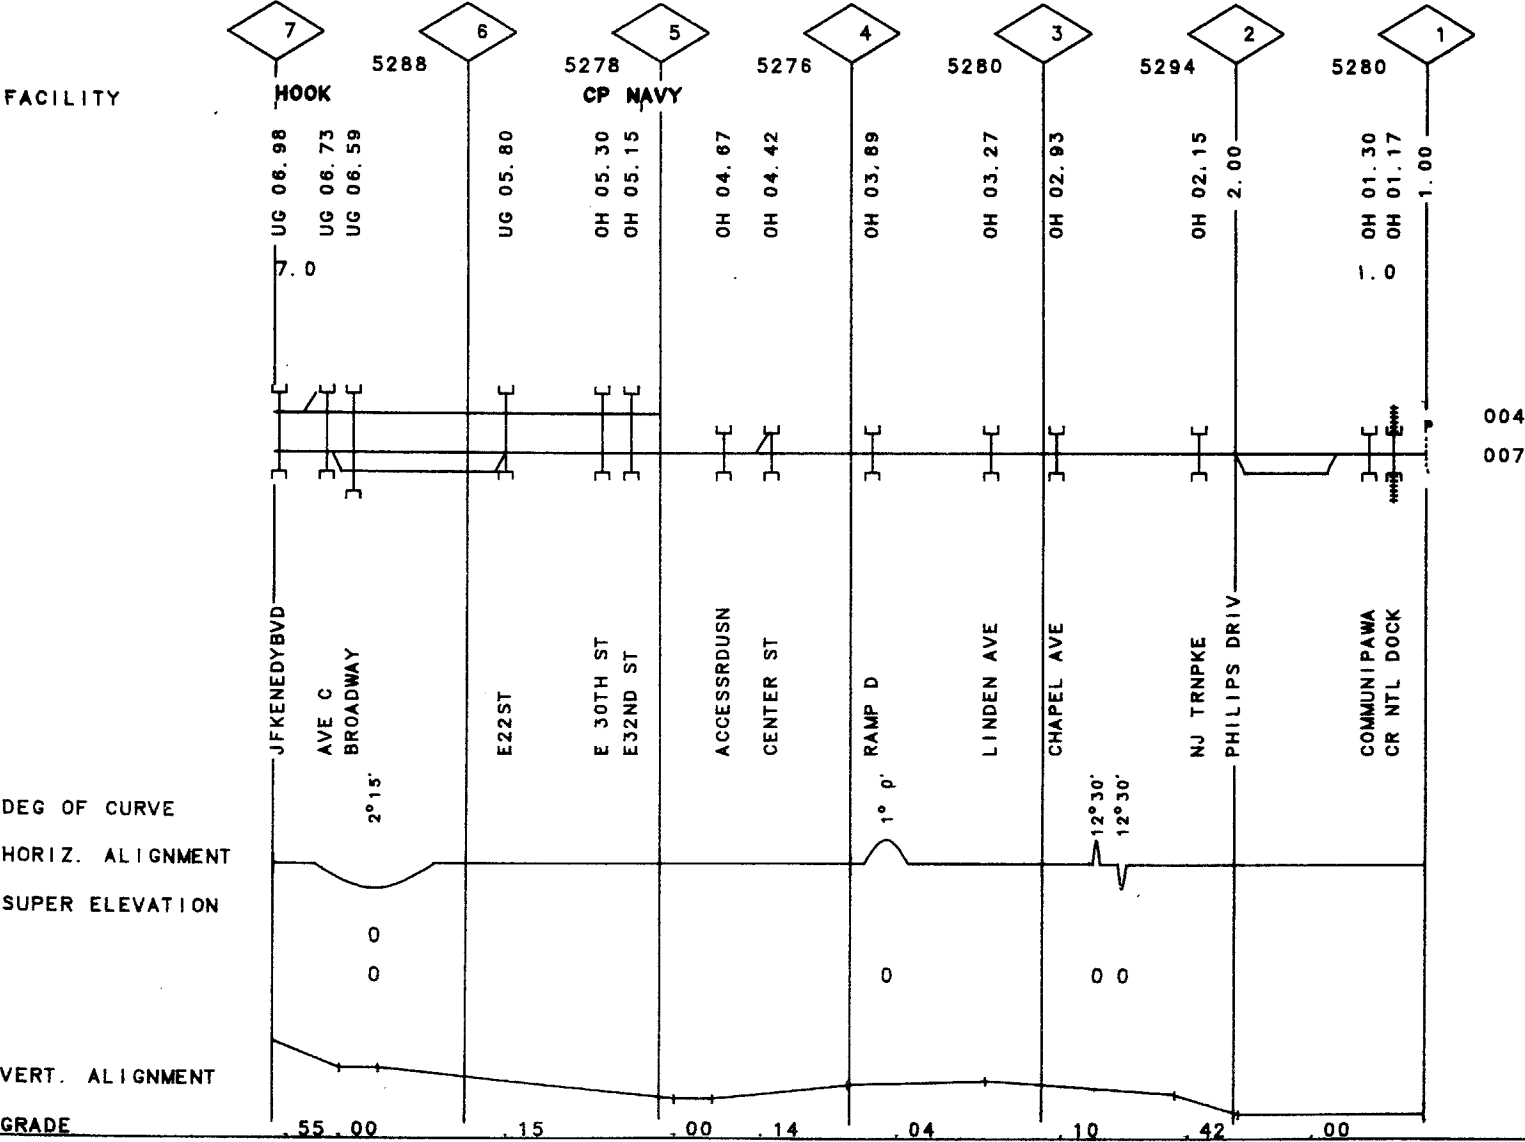 7 6 5 4 3 2 1
5288 5278 5276 5280 5294 5280
FACILITY HOOK CP NAVY
UG 06.98
UG 06.73
UG 06.59
UG 05.80
OH 05.30
OH 05.15
OH 04.67
OH 04.42
OH 03.89
OH 03.27
OH 02.93
OH 02.15
2.00
OH 01.30
OH 01.17
1.00
7.0 1.0
004
P
007
JFKENEDYBVD
AVE C
BROADWAY
E22ST
E 30TH ST
E32ND ST
ACCESSRDUSN
CENTER ST
RAMP D
LINDEN AVE
CHAPEL AVE
NJ TRNPKE
PHILIPS DRIV
COMMUNIPAWA
CR NTL DOCK
DEG OF CURVE
2°15'
1° 0'
12°30'
12°30'
HORIZ. ALIGNMENT
SUPER ELEVATION
0
0 0 0 0
VERT. ALIGNMENT
GRADE .55 .00 .15 .00 .14 .04 .10 .42 .00